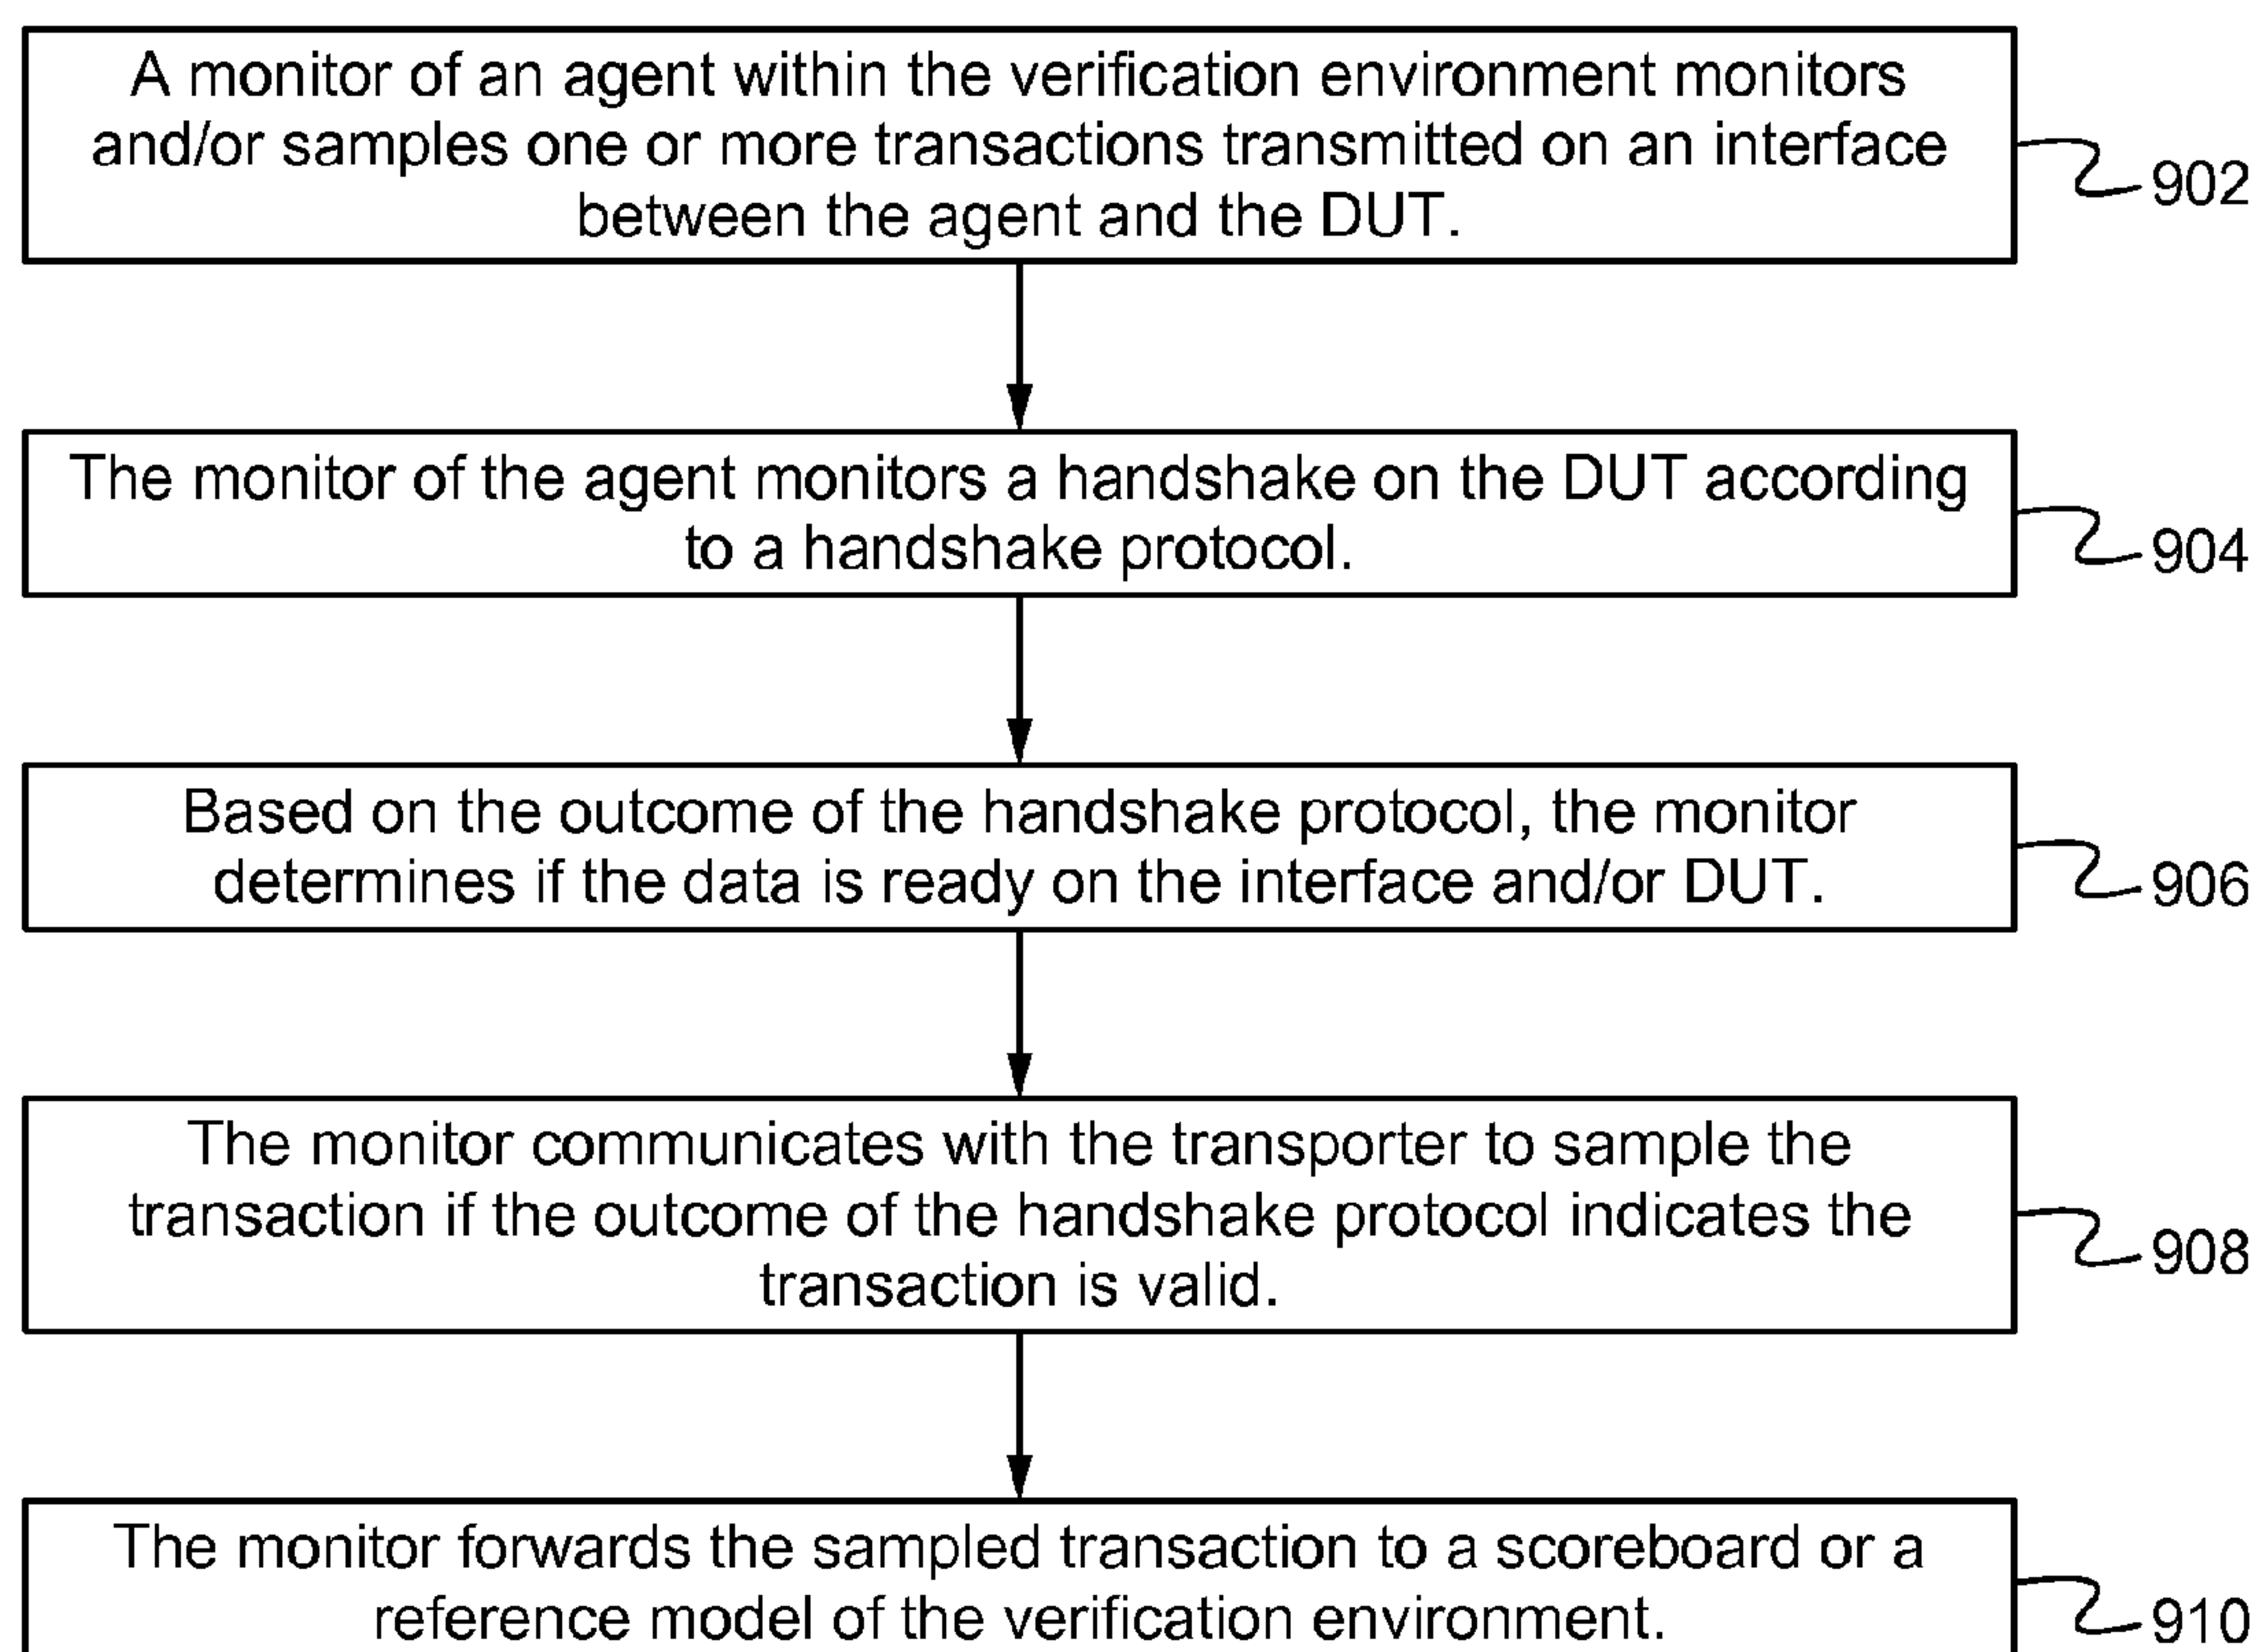 A monitor of an agent within the verification environment monitors
and/or samples one or more transactions transmitted on an interface
between the agent and the DUT.
902
The monitor of the agent monitors a handshake on the DUT according
to a handshake protocol.
904
Based on the outcome of the handshake protocol, the monitor
determines if the data is ready on the interface and/or DUT.
906
The monitor communicates with the transporter to sample the
transaction if the outcome of the handshake protocol indicates the
transaction is valid.
908
The monitor forwards the sampled transaction to a scoreboard or a
reference model of the verification environment.
910